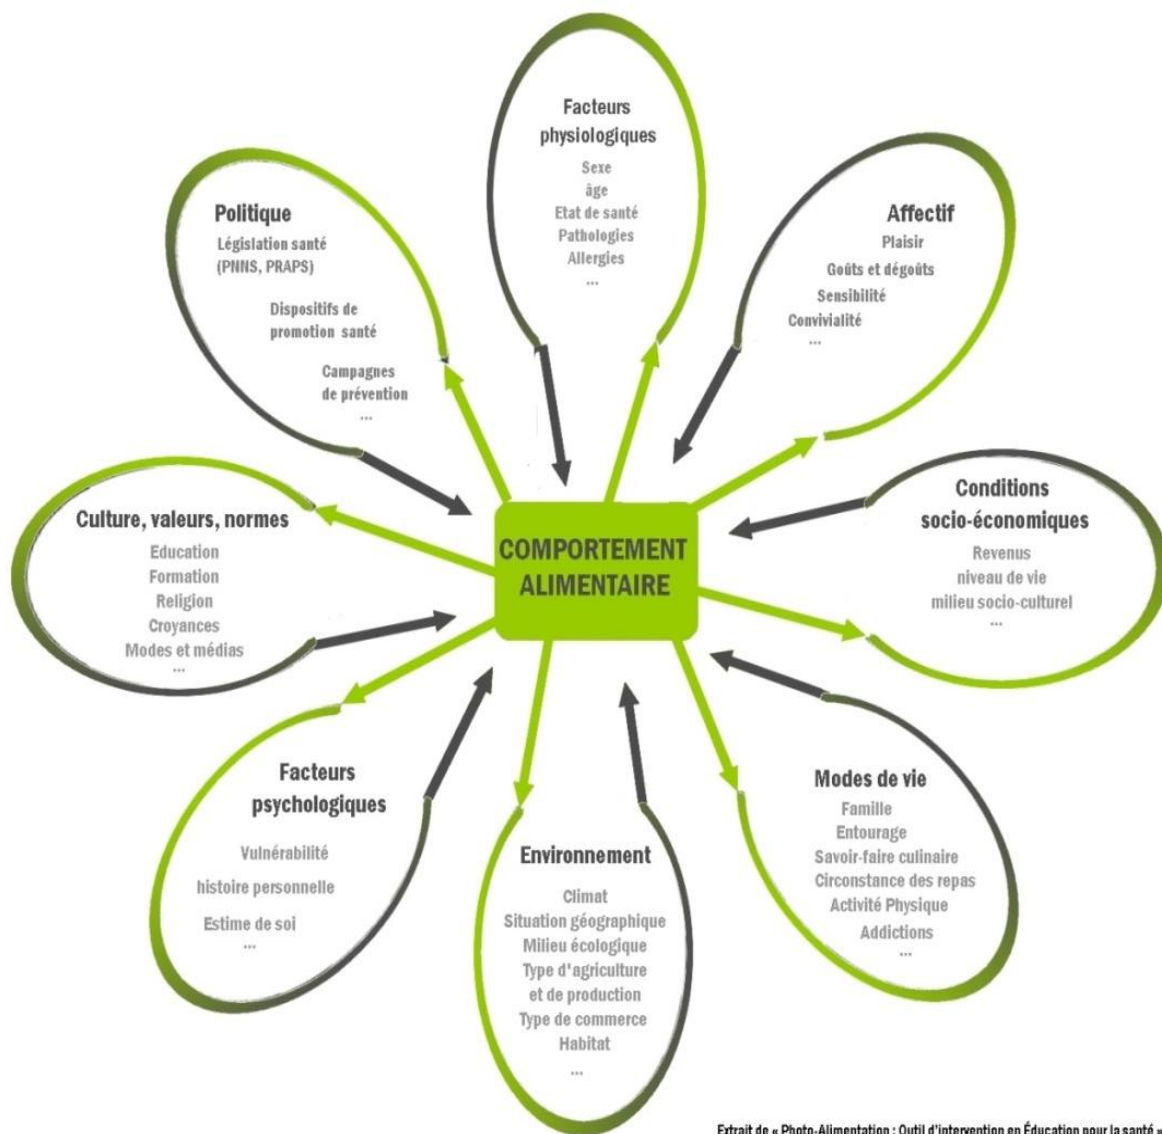 Facteurs
physiologiques
Sexe
âge
Etat de santé
Pathologies
Allergies
...
Affectif
Plaisir
Goûts et dégoûts
Sensibilité
Convivialité
...
Conditions
socio-économiques
Revenus
niveau de vie
milieu socio-culturel
...
Modes de vie
Famille
Entourage
Savoir-faire culinaire
Circonstance des repas
Activité Physique
Addictions
...
Environnement
Climat
Situation géographique
Milieu écologique
Type d'agriculture
et de production
Type de commerce
Habitat
...
Facteurs
psychologiques
Vulnérabilité
histoire personnelle
Estime de soi
...
Culture, valeurs, normes
Education
Formation
Religion
Croyances
Modes et médias
...
Politique
Législation santé
(PNNS, PRAPS)
Dispositifs de
promotion santé
Campagnes
de prévention
...
COMPORTEMENT
ALIMENTAIRE
Extrait de « Photo-Alimentation : Outil d'intervention en Éducation pour la santé »